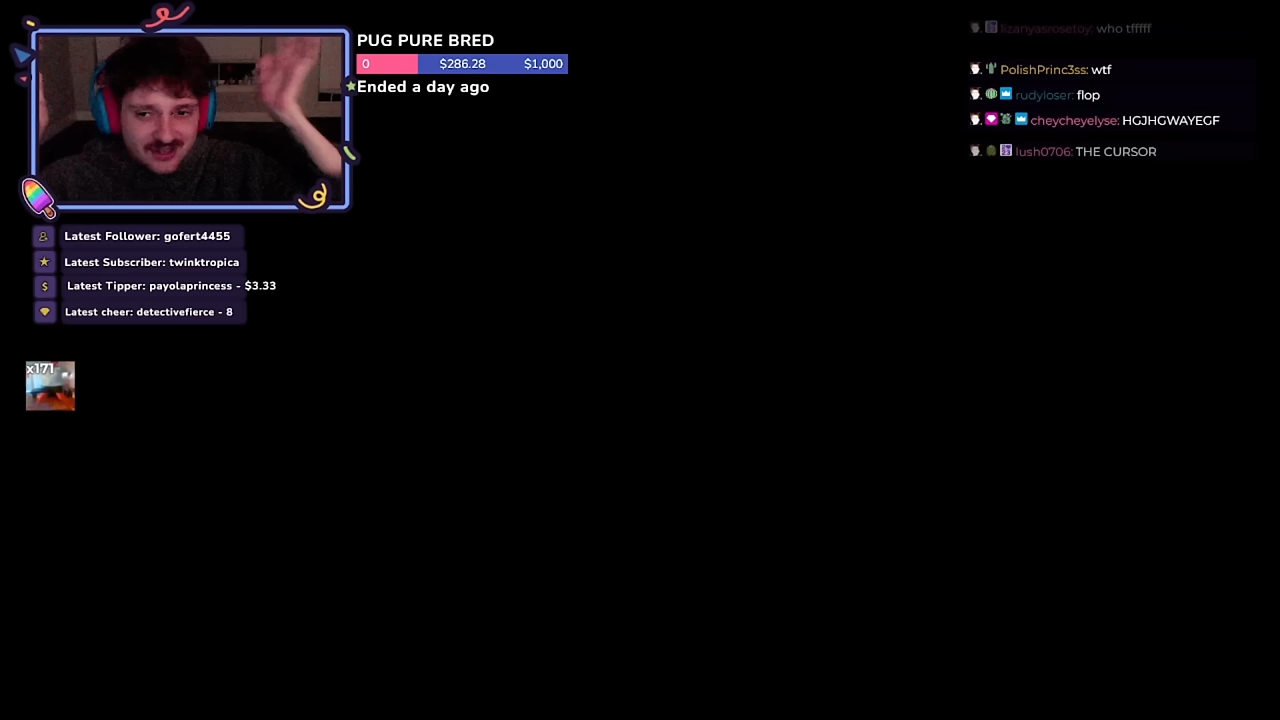 PUG PURE BRED
0 $286.28 $1,000
Ended a day ago
Latest Follower: gofert4455
Latest Subscriber: twinktropica
Latest Tipper: payolaprincess - $3.33
Latest cheer: detectivefierce - 8
x171
lizanyasrosetoy: who tfffff
PolishPrinc3ss: wtf
rudyloser: flop
cheycheyelyse: HGJHGWAYEGF
lush0706: THE CURSOR